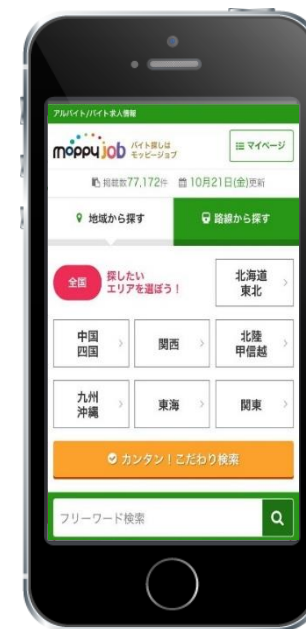 アルバイト/バイト求人情報
moppyjob
バイト探しは
モッピージョブ
マイページ
掲載数77,172件 10月21日(金)更新
地域から探す
路線から探す
全国
探したい
エリアを選ぼう!
北海道
東北
中国
四国
関西
北陸
甲信越
九州
沖縄
東海
関東
カンタン!こだわり検索
フリーワード検索